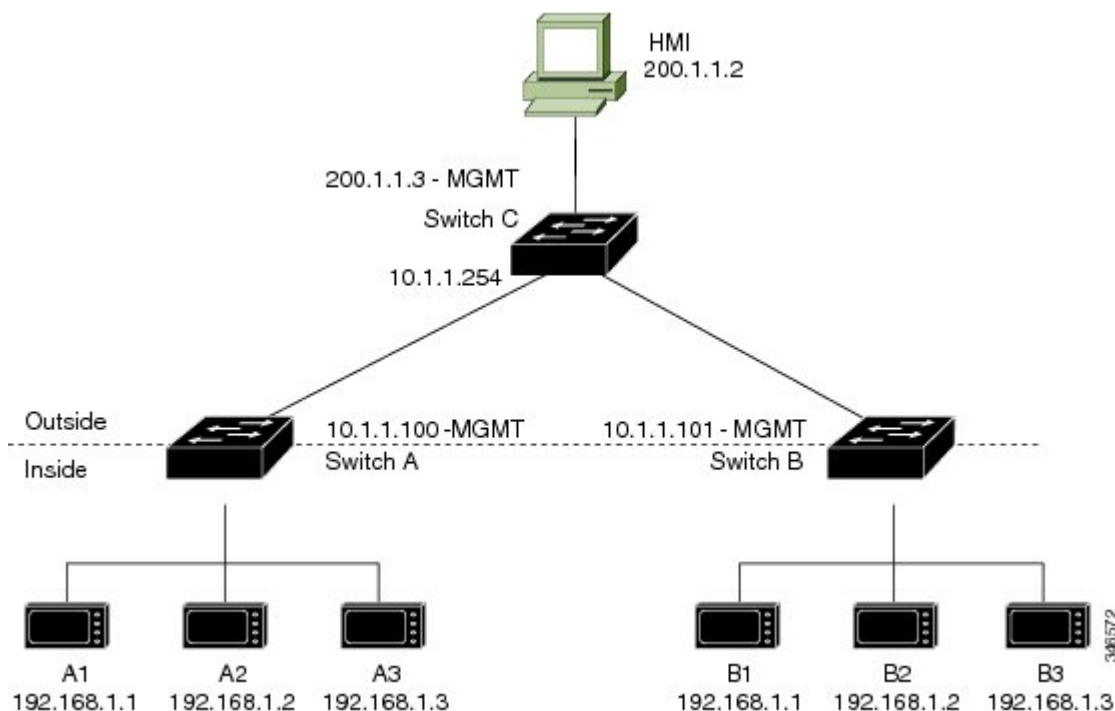 HMI
200.1.1.2
200.1.1.3 - MGMT
Switch C
10.1.1.254
Outside
Inside
10.1.1.100 -MGMT
Switch A
10.1.1.101 - MGMT
Switch B
A1
192.168.1.1
A2
192.168.1.2
A3
192.168.1.3
B1
192.168.1.1
B2
192.168.1.2
B3
192.168.1.3
346572